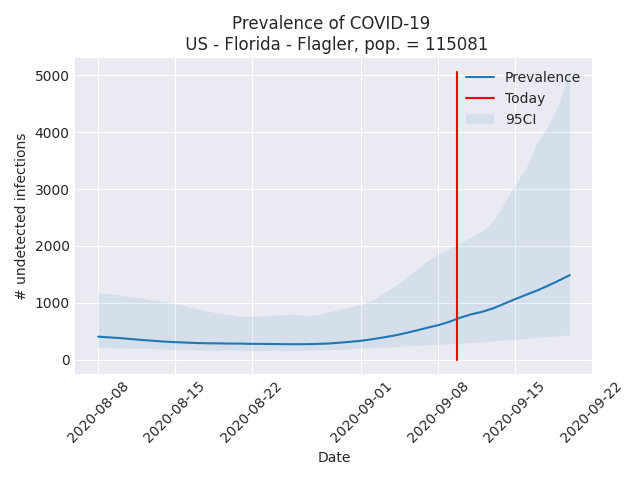 Prevalence of COVID-19
US - Florida - Flagler, pop. = 115081
5000
4000
3000
2000
1000
0
# undetected infections
Prevalence
Today
95CI
2020-08-08
2020-08-15
2020-08-22
2020-09-01
2020-09-08
2020-09-15
2020-09-22
Date